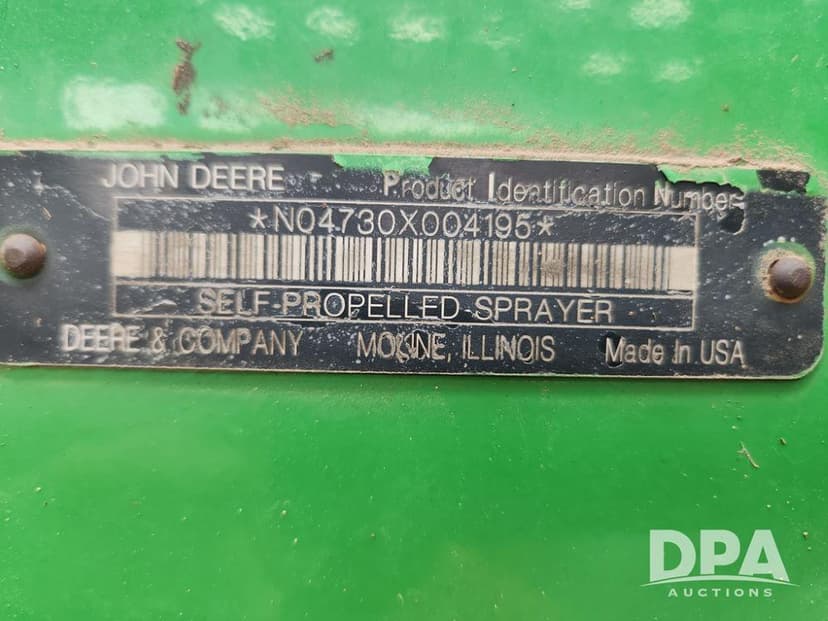 JOHN DEERE Product Identification Number
*N04730X004195*
SELF-PROPELLED SPRAYER
DEERE & COMPANY MOLINE, ILLINOIS Made in USA
DPA
AUCTIONS